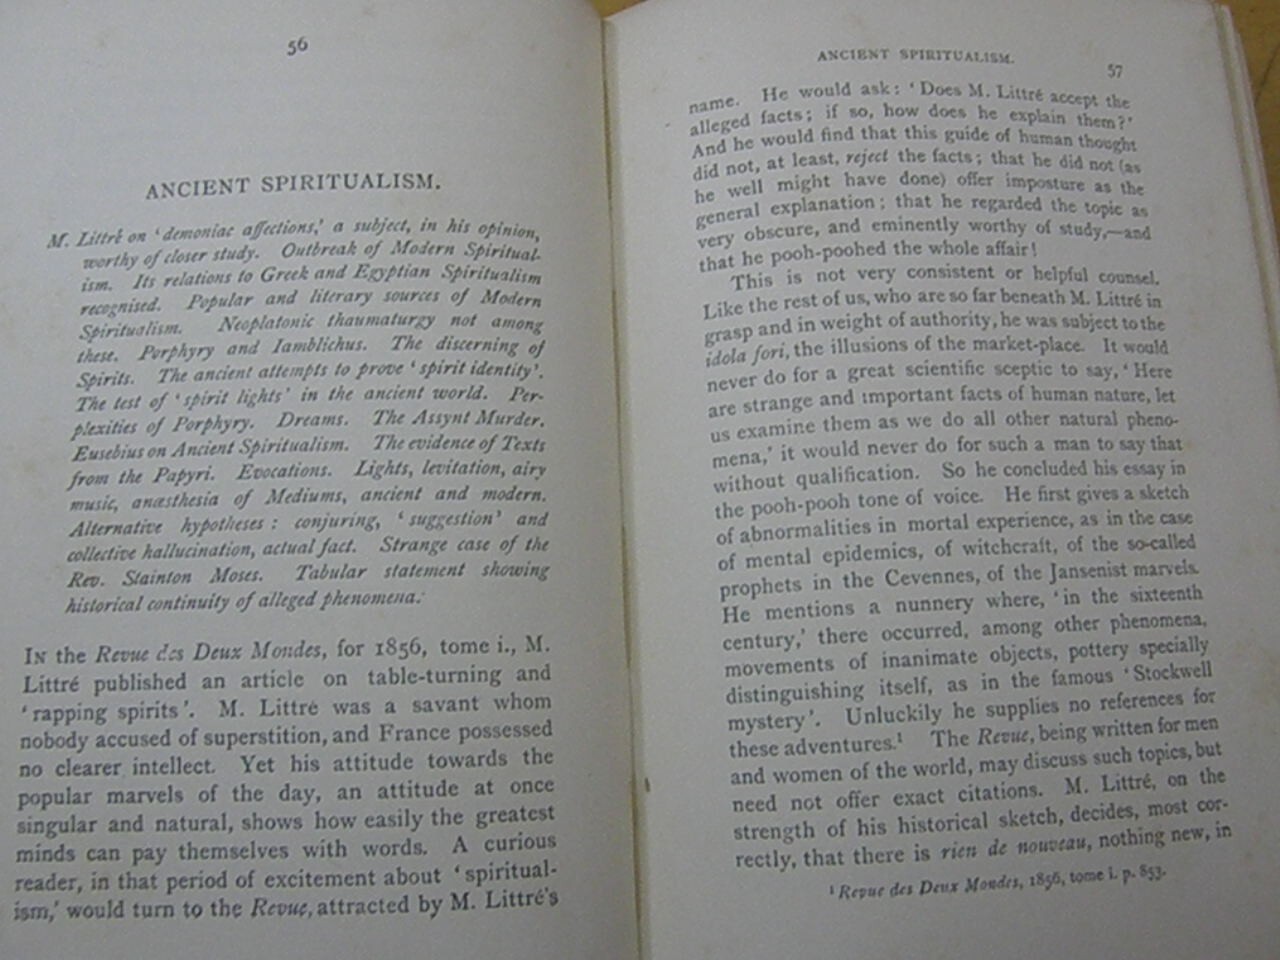 56
ANCIENT SPIRITUALISM.
M. Littré on 'demoniac affections,' a subject, in his opinion,
worthy of closer study. Outbreak of Modern Spiritual-
ism. Its relations to Greek and Egyptian Spiritualism
recognised. Popular and literary sources of Modern
Spiritualism. Neoplatonic thaumaturgy not among
these. Porphyry and Iamblichus. The discerning of
Spirits. The ancient attempts to prove 'spirit identity'.
The test of 'spirit lights' in the ancient world. Per-
plexities of Porphyry. Dreams. The Assynt Murder.
Eusebius on Ancient Spiritualism. The evidence of Texts
from the Papyri. Evocations. Lights, levitation, airy
music, anæsthesia of Mediums, ancient and modern.
Alternative hypotheses: conjuring, 'suggestion' and
collective hallucination, actual fact. Strange case of the
Rev. Stainton Moses. Tabular statement showing
historical continuity of alleged phenomena.
IN the Revue des Deux Mondes, for 1856, tome i., M.
Littré published an article on table-turning and
'rapping spirits'. M. Littré was a savant whom
nobody accused of superstition, and France possessed
no clearer intellect. Yet his attitude towards the
popular marvels of the day, an attitude at once
singular and natural, shows how easily the greatest
minds can pay themselves with words. A curious
reader, in that period of excitement about 'spiritual-
ism,' would turn to the Revue, attracted by M. Littré's
ANCIENT SPIRITUALISM.
57
name. He would ask: 'Does M. Littré accept the
alleged facts; if so, how does he explain them?'
And he would find that this guide of human thought
did not, at least, reject the facts; that he did not (as
he well might have done) offer imposture as the
general explanation; that he regarded the topic as
very obscure, and eminently worthy of study,—and
that he pooh-poohed the whole affair!
This is not very consistent or helpful counsel.
Like the rest of us, who are so far beneath M. Littré in
grasp and in weight of authority, he was subject to the
idola fori, the illusions of the market-place. It would
never do for a great scientific sceptic to say, 'Here
are strange and important facts of human nature, let
us examine them as we do all other natural pheno-
mena,' it would never do for such a man to say that
without qualification. So he concluded his essay in
the pooh-pooh tone of voice. He first gives a sketch
of abnormalities in mortal experience, as in the case
of mental epidemics, of witchcraft, of the so-called
prophets in the Cevennes, of the Jansenist marvels.
He mentions a nunnery where, 'in the sixteenth
century,' there occurred, among other phenomena,
movements of inanimate objects, pottery specially
distinguishing itself, as in the famous 'Stockwell
mystery'. Unluckily he supplies no references for
these adventures.¹ The Revue, being written for men
and women of the world, may discuss such topics, but
need not offer exact citations. M. Littré, on the
strength of his historical sketch, decides, most cor-
rectly, that there is rien de nouveau, nothing new, in
¹ Revue des Deux Mondes, 1856, tome i. p. 853.